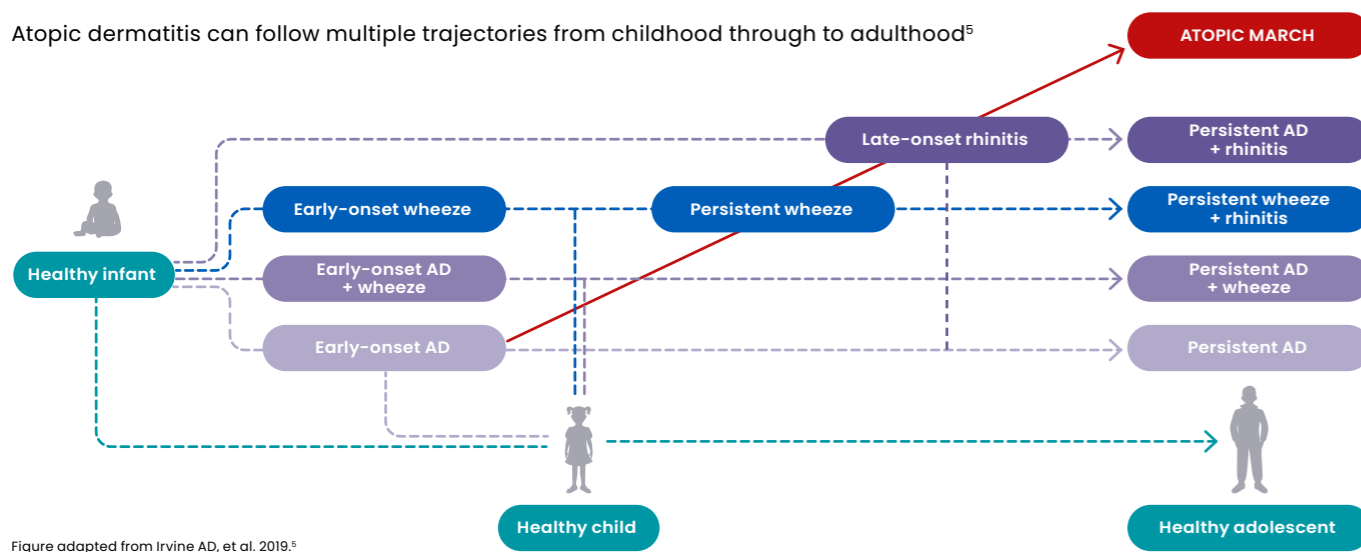 Atopic dermatitis can follow multiple trajectories from childhood through to adulthood⁵
ATOPIC MARCH
Late-onset rhinitis
Persistent AD
+ rhinitis
Early-onset wheeze
Persistent wheeze
Persistent wheeze
+ rhinitis
Healthy infant
Early-onset AD
+ wheeze
Persistent AD
+ wheeze
Early-onset AD
Persistent AD
Healthy child
Healthy adolescent
Figure adapted from Irvine AD, et al. 2019.⁵